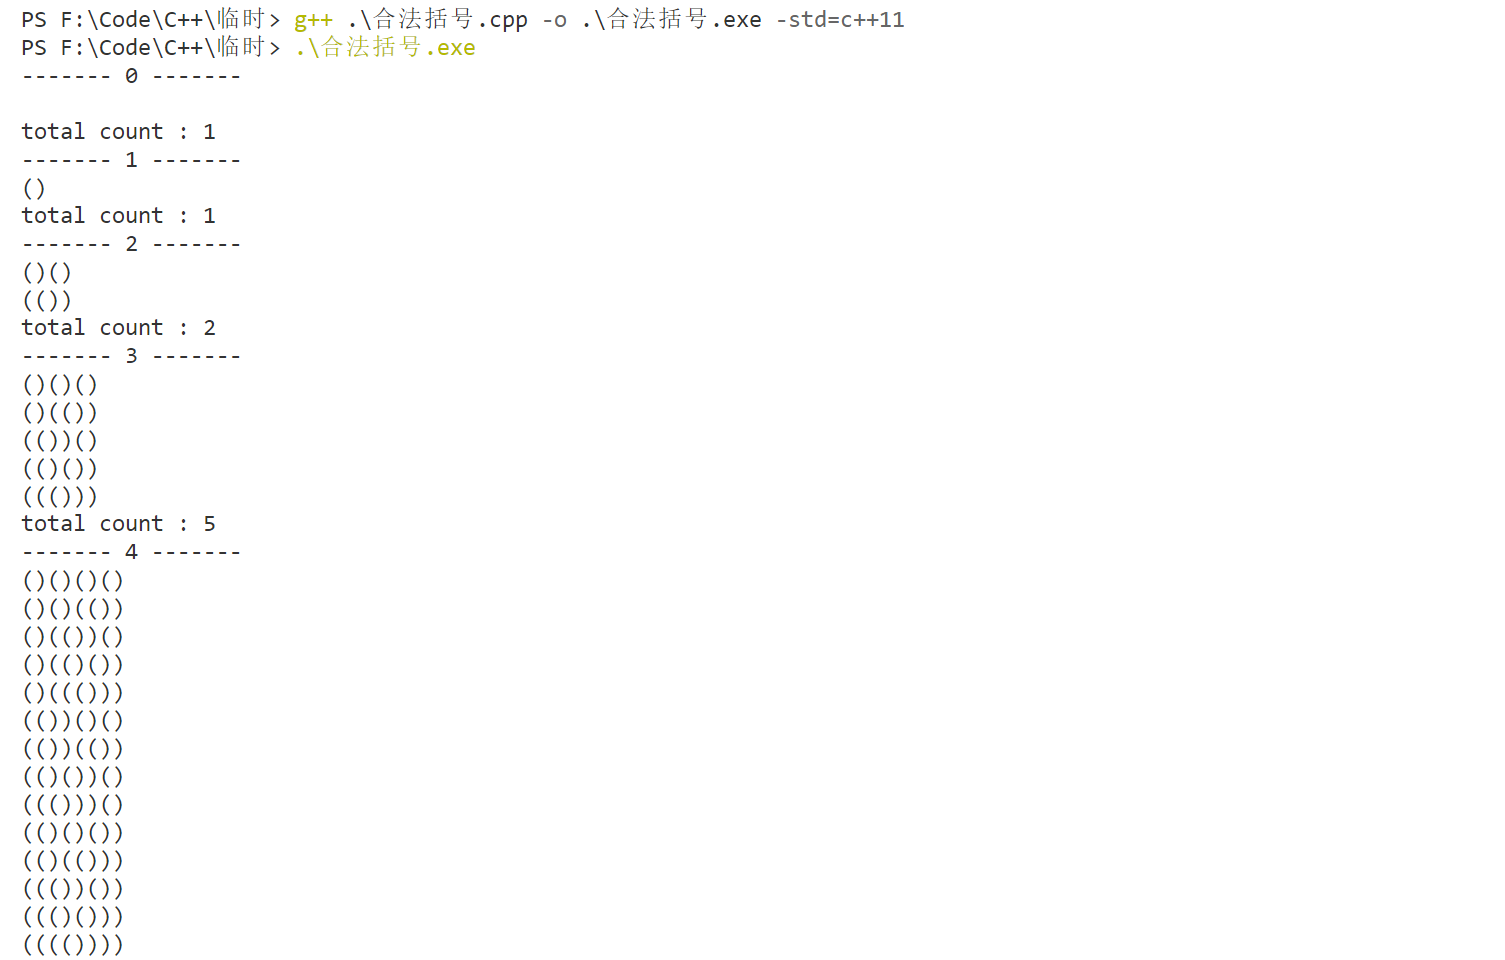 PS F:\Code\C++\临时> g++ .\合法括号.cpp -o .\合法括号.exe -std=c++11
PS F:\Code\C++\临时> .\合法括号.exe
------- 0 -------
total count : 1
------- 1 -------
()
total count : 1
------- 2 -------
()()
(())
total count : 2
------- 3 -------
()()()
()(())
(())()
(()())
((()))
total count : 5
------- 4 -------
()()()()
()()(())
()(())()
()(()())
()((()))
(())()()
(())(())
(()())()
((()))()
(()()())
(()(()))
((())())
((()()))
(((())))